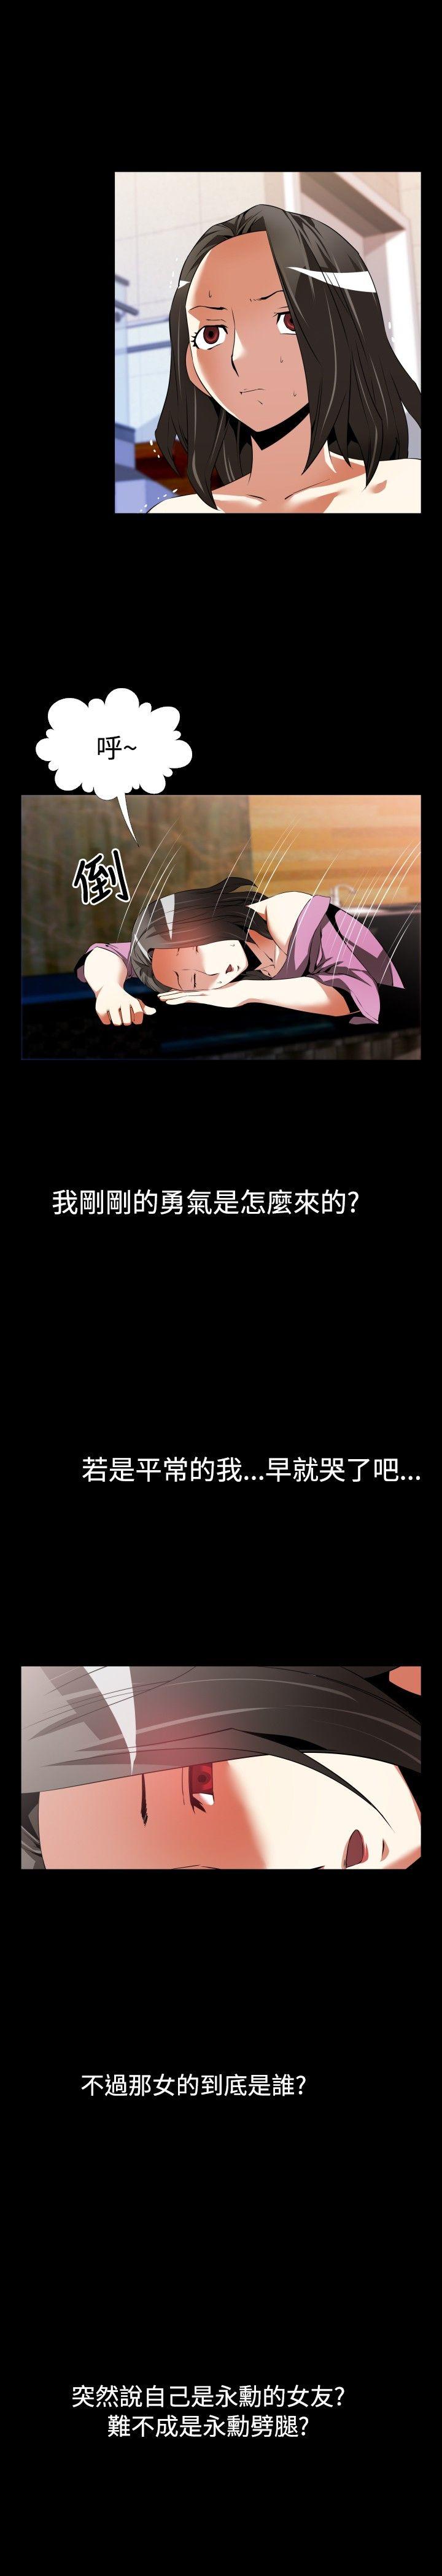 呼~
倒
我剛剛的勇氣是怎麼來的?
若是平常的我...早就哭了吧...
不過那女的到底是誰?
突然說自己是永勳的女友?
難不成是永勳劈腿?